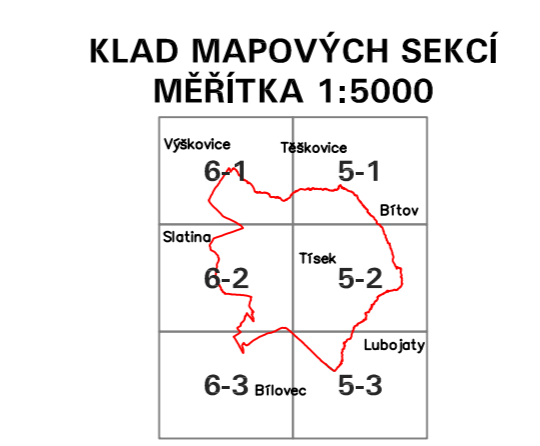 KLAD MAPOVÝCH SEKCÍ
MĚŘÍTKA 1:5000
Výškovice
Těškovice
6-1
5-1
Bítov
Slatina
Tísek
6-2
5-2
Lubojaty
6-3
Bílovec
5-3